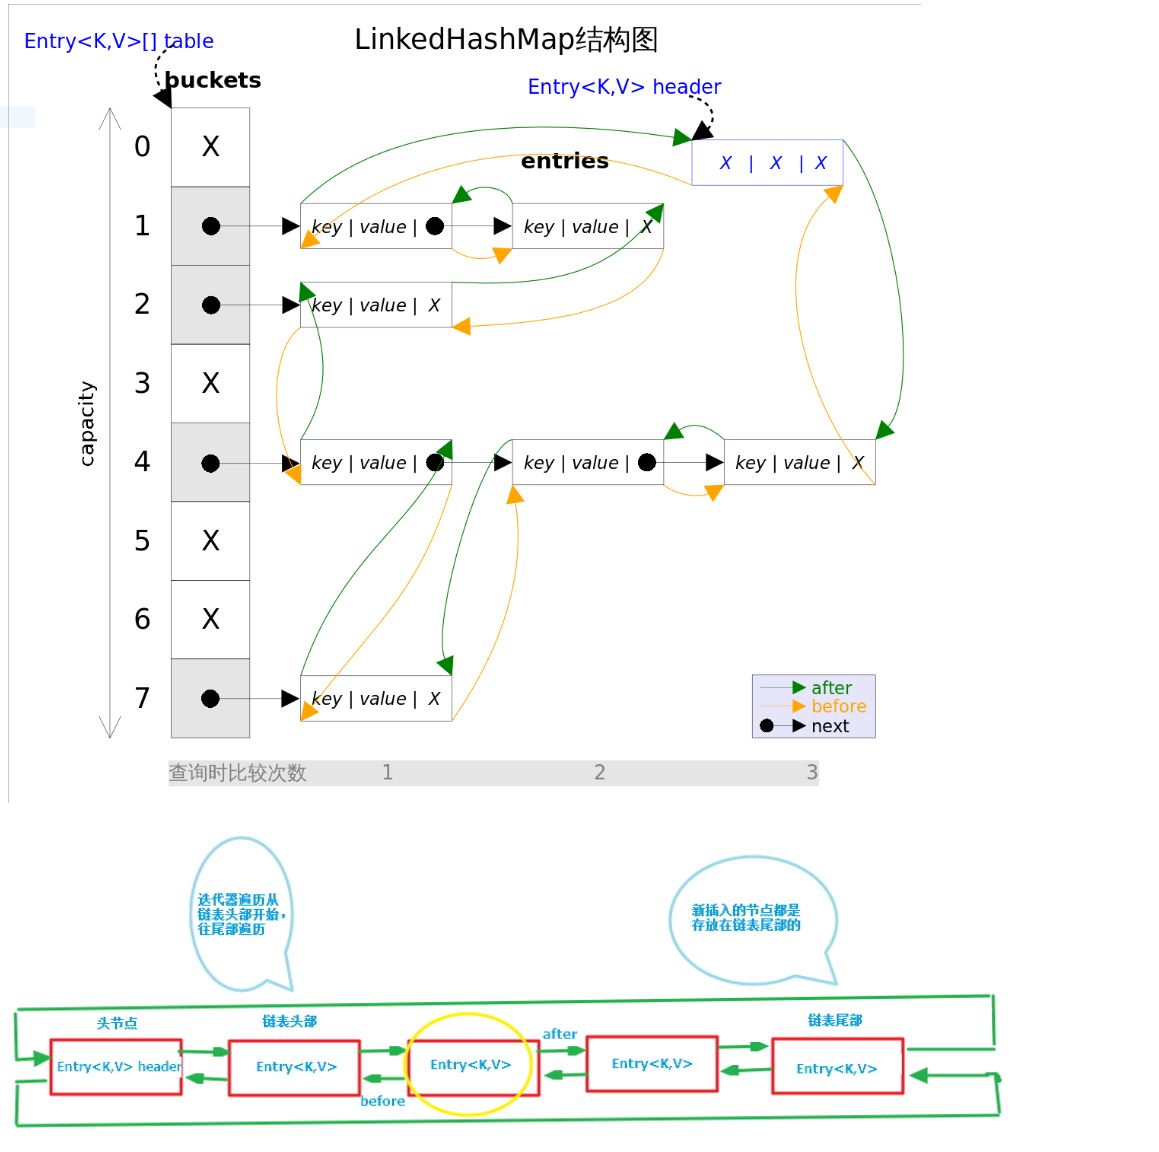 LinkedHashMap结构图
Entry<K,V>[] table
buckets
Entry<K,V> header
entries
0 X
X | X | X
1 key | value | key | value | X
2 key | value | X
3 X
capacity
4 key | value | key | value | key | value | X
5 X
6 X
7 key | value | X
after
before
next
查询时比较次数 1 2 3
迭代器遍历从
链表头部开始,
往尾部遍历
新插入的节点都是
存放在链表尾部的
头节点
链表头部
after
链表尾部
Entry<K,V> header
Entry<K,V>
Entry<K,V>
Entry<K,V>
Entry<K,V>
before